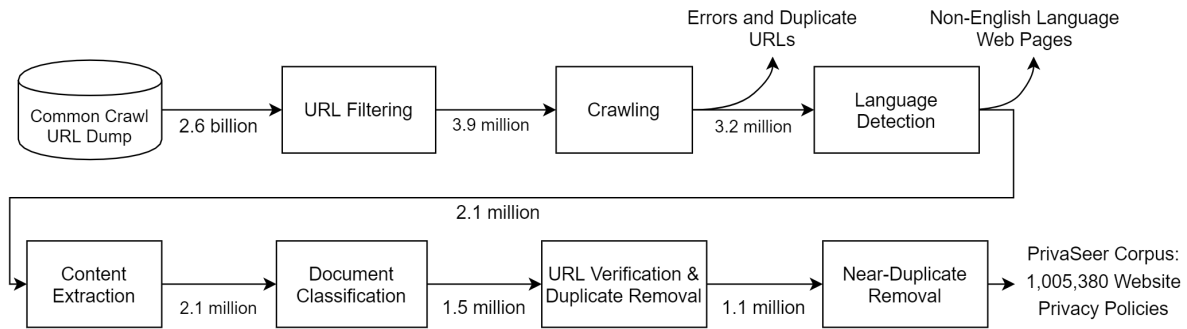 Errors and Duplicate
URLs
Non-English Language
Web Pages
Common Crawl
URL Dump
2.6 billion
URL Filtering
3.9 million
Crawling
3.2 million
Language
Detection
2.1 million
Content
Extraction
2.1 million
Document
Classification
1.5 million
URL Verification &
Duplicate Removal
1.1 million
Near-Duplicate
Removal
PrivaSeer Corpus:
1,005,380 Website
Privacy Policies